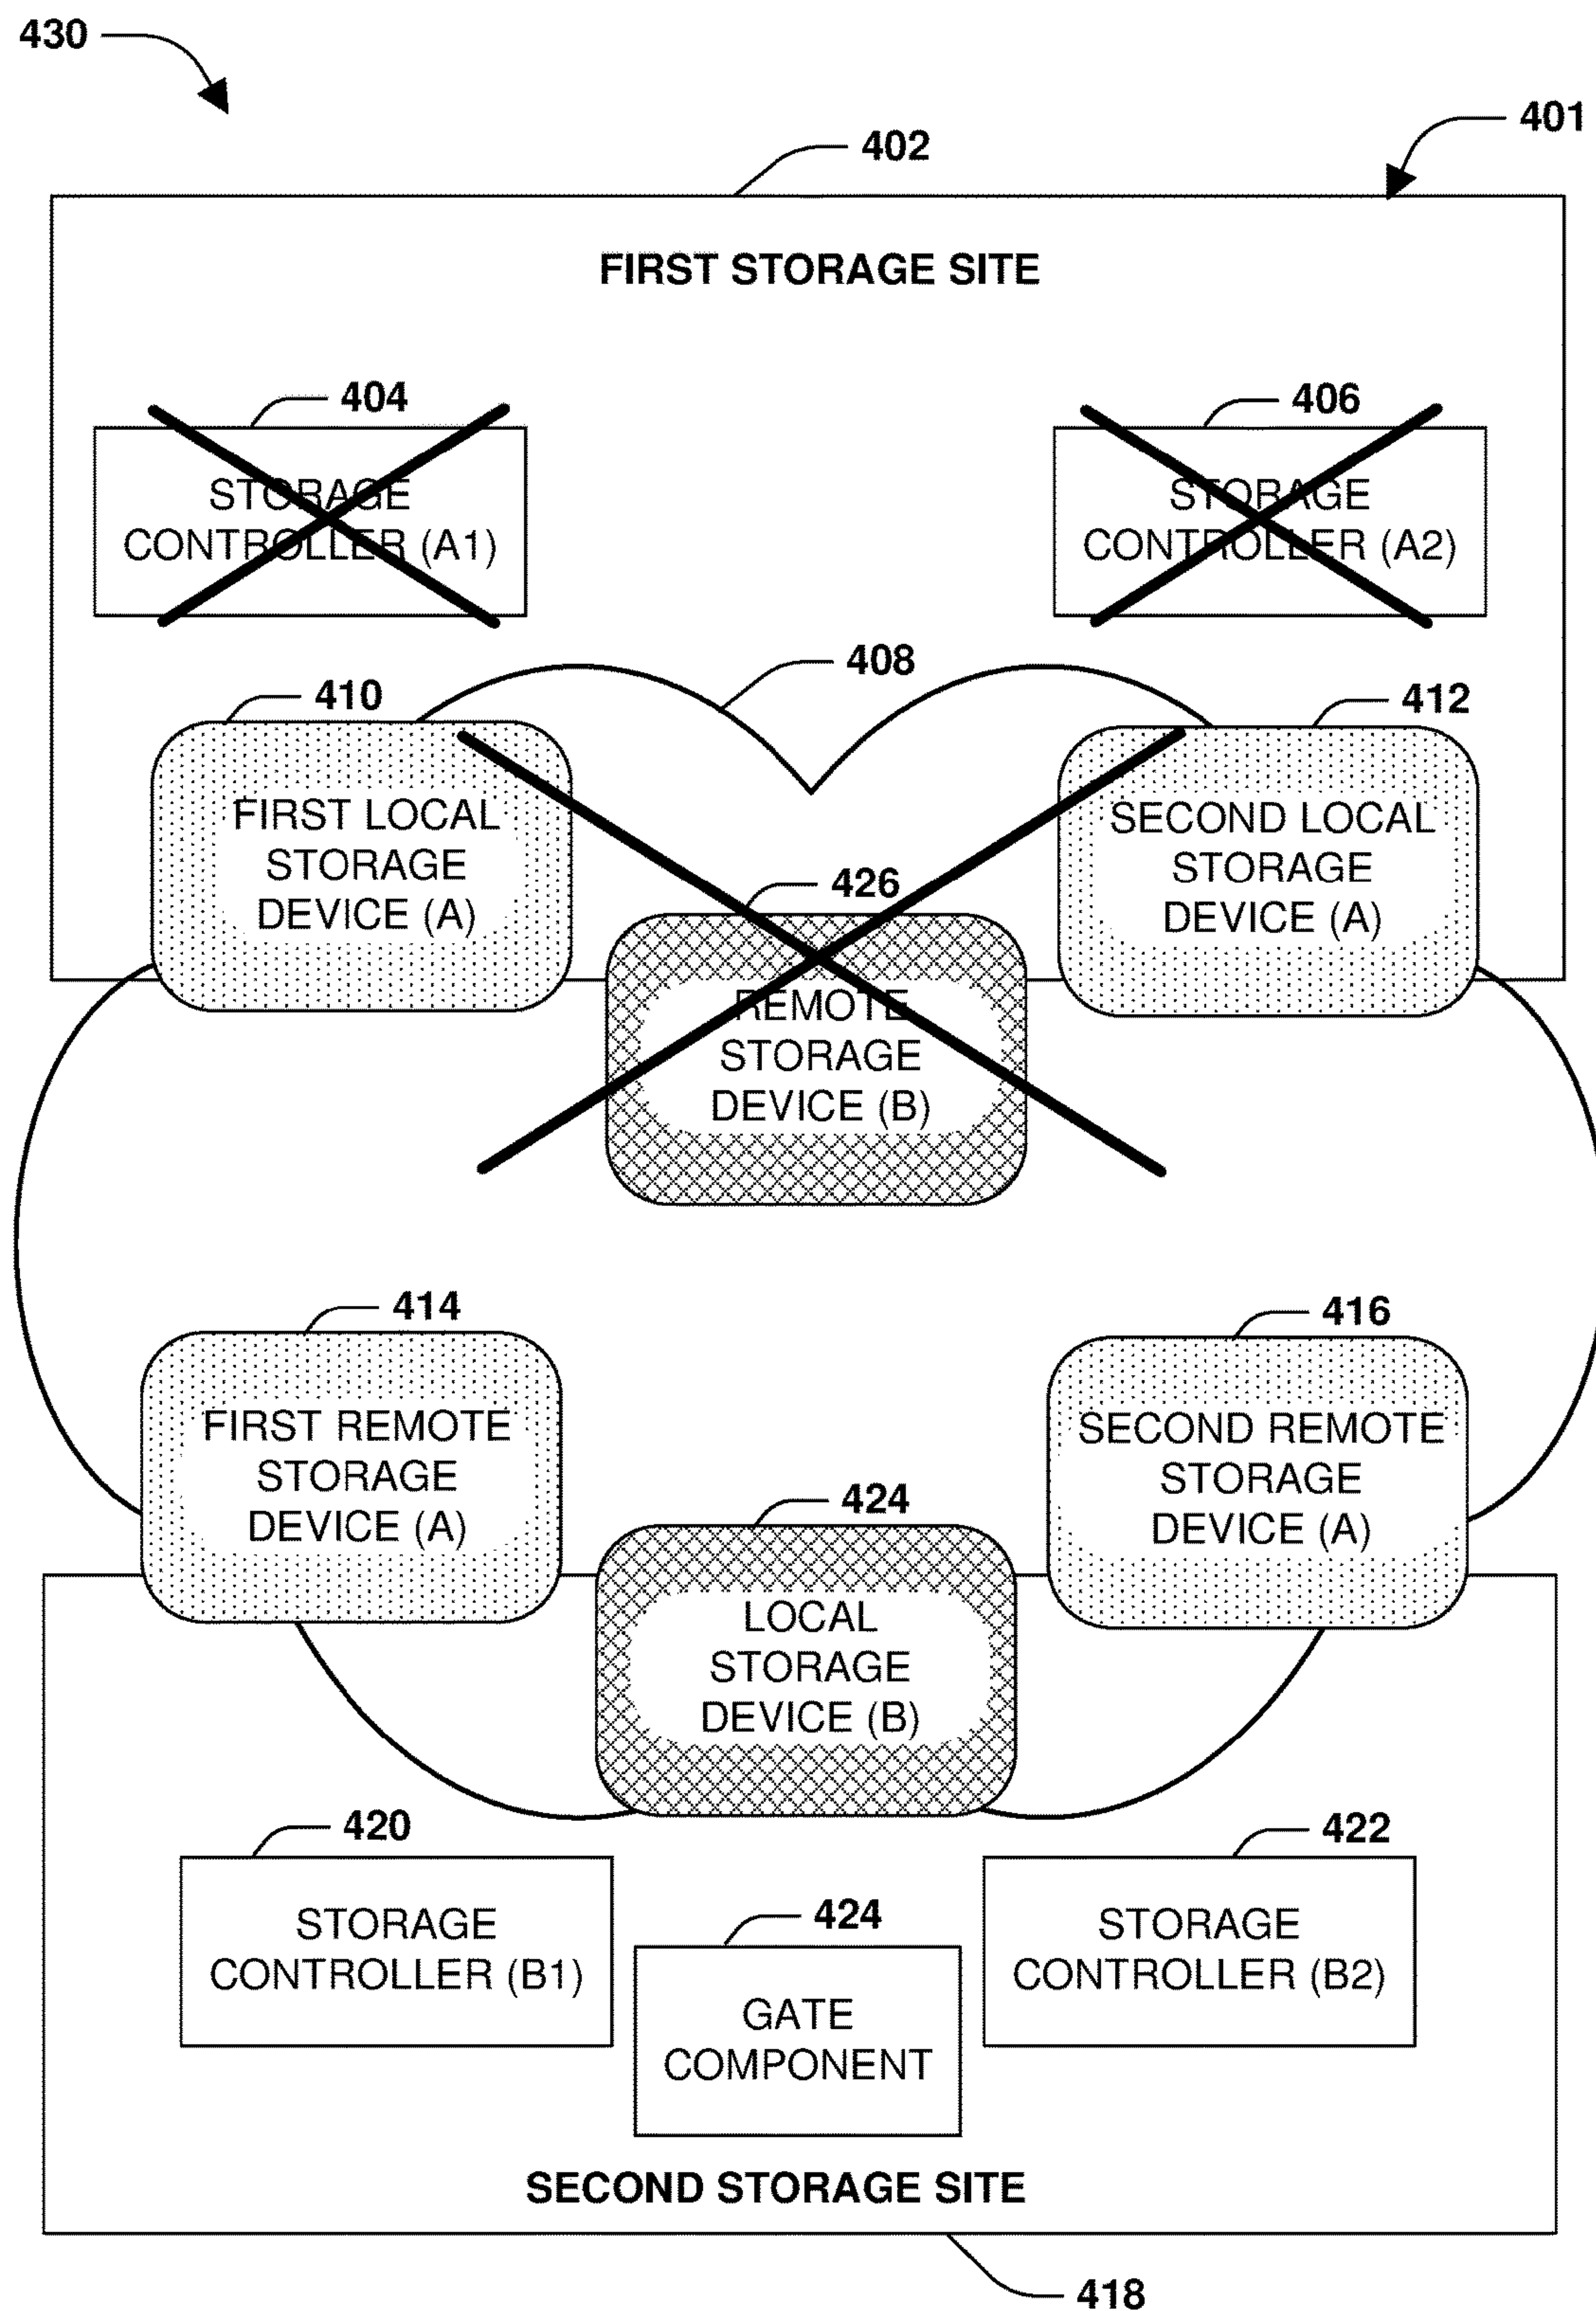 430
401
402
FIRST STORAGE SITE
404
406
STORAGE
CONTROLLER (A1)
STORAGE
CONTROLLER (A2)
408
410
412
FIRST LOCAL
STORAGE
DEVICE (A)
SECOND LOCAL
STORAGE
DEVICE (A)
426
REMOTE
STORAGE
DEVICE (B)
414
416
FIRST REMOTE
STORAGE
DEVICE (A)
SECOND REMOTE
STORAGE
DEVICE (A)
424
LOCAL
STORAGE
DEVICE (B)
420
422
STORAGE
CONTROLLER (B1)
424
STORAGE
CONTROLLER (B2)
GATE
COMPONENT
SECOND STORAGE SITE
418